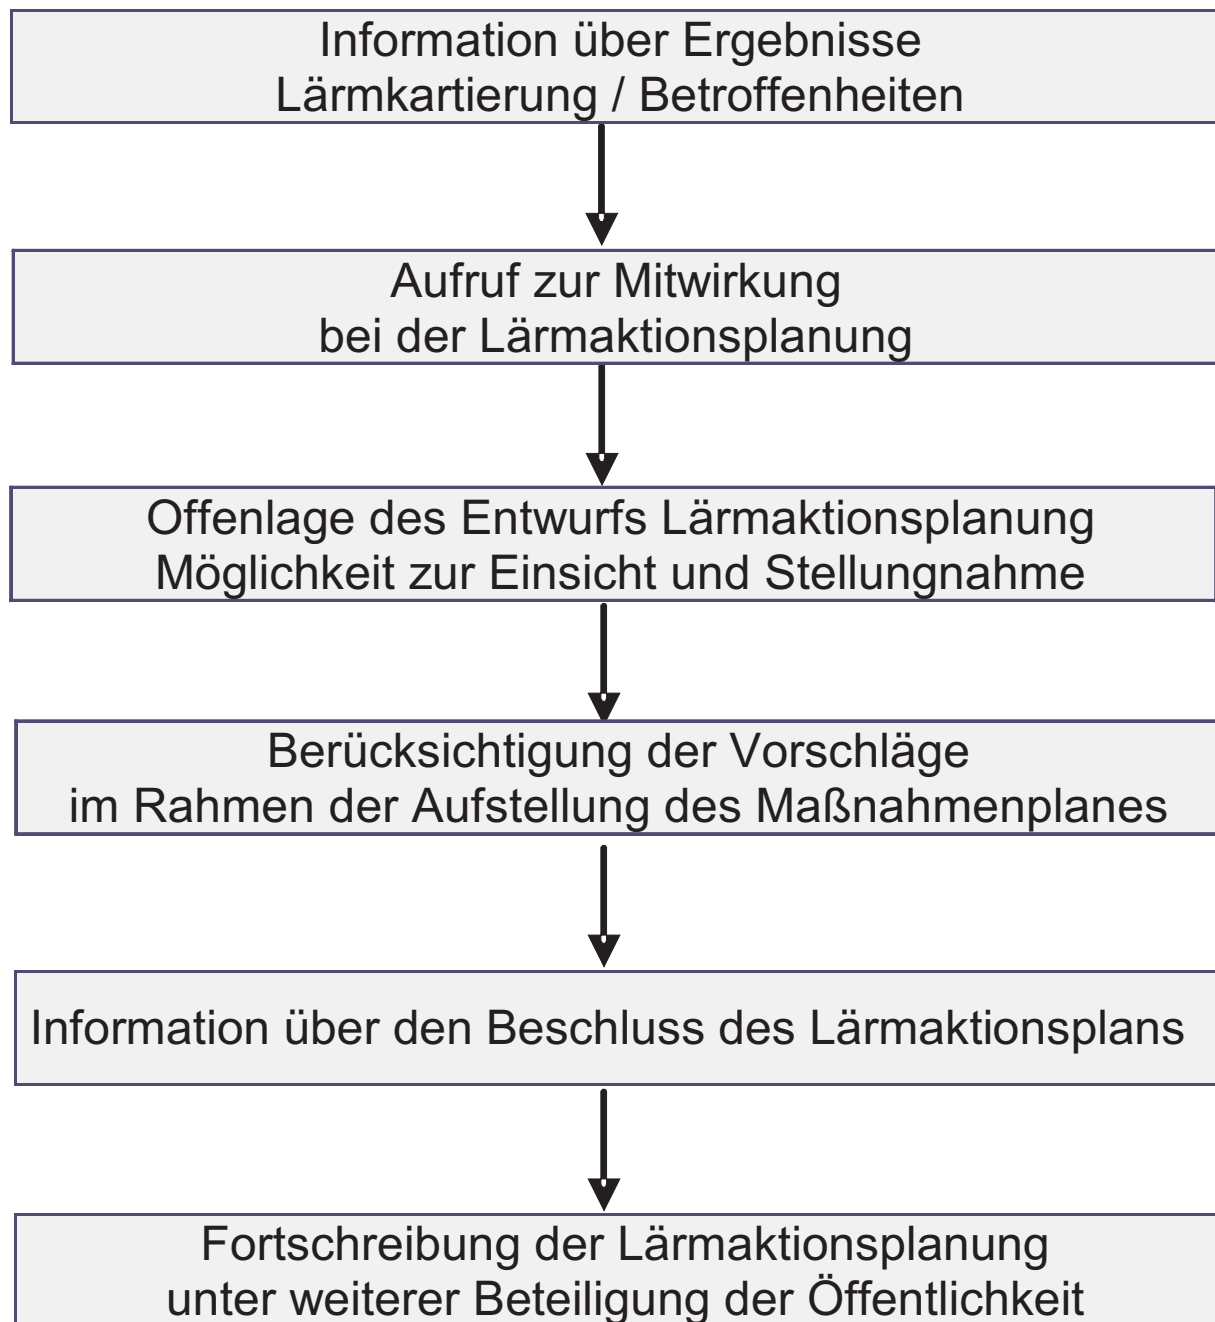 Information über Ergebnisse
Lärmkartierung / Betroffenheiten
Aufruf zur Mitwirkung
bei der Lärmaktionsplanung
Offenlage des Entwurfs Lärmaktionsplanung
Möglichkeit zur Einsicht und Stellungnahme
Berücksichtigung der Vorschläge
im Rahmen der Aufstellung des Maßnahmenplanes
Information über den Beschluss des Lärmaktionsplans
Fortschreibung der Lärmaktionsplanung
unter weiterer Beteiligung der Öffentlichkeit